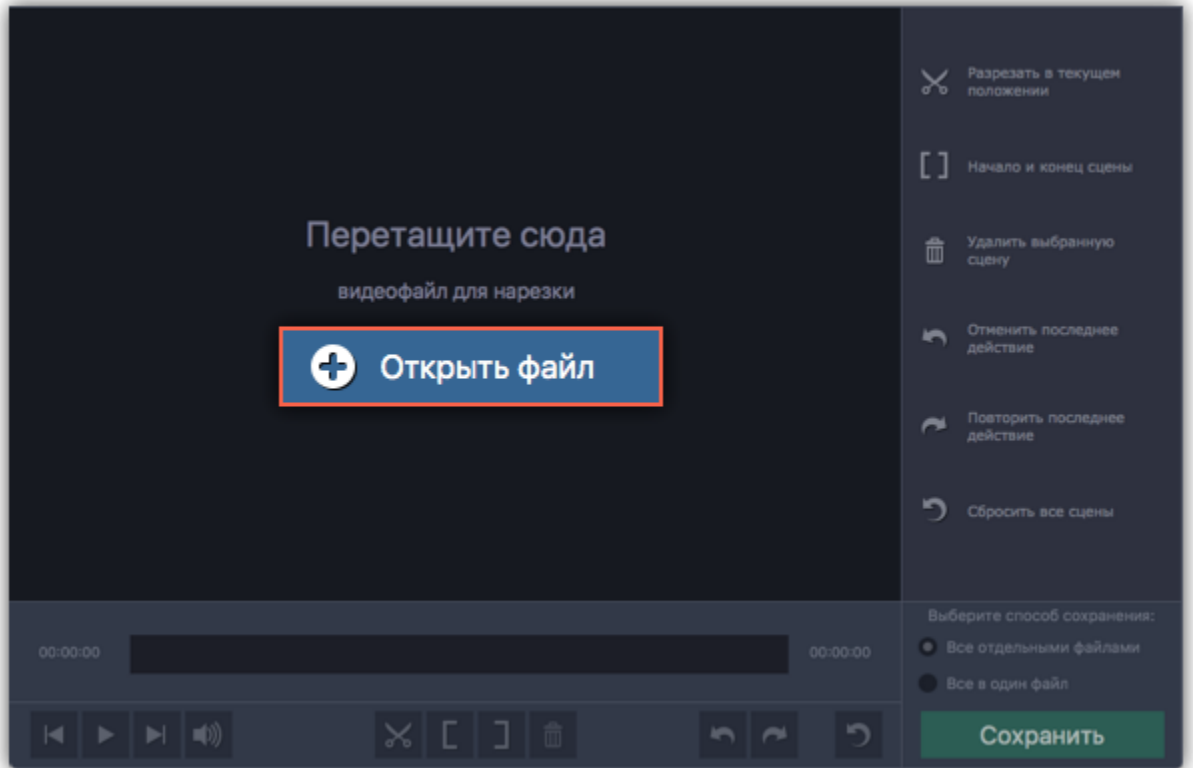 Перетащите сюда
видеофайл для нарезки
Открыть файл
Разрезать в текущем
положении
Начало и конец сцены
Удалить выбранную
сцену
Отменить последнее
действие
Повторить последнее
действие
Сбросить все сцены
00:00:00
00:00:00
Выберите способ сохранения:
Все отдельными файлами
Все в один файл
Сохранить